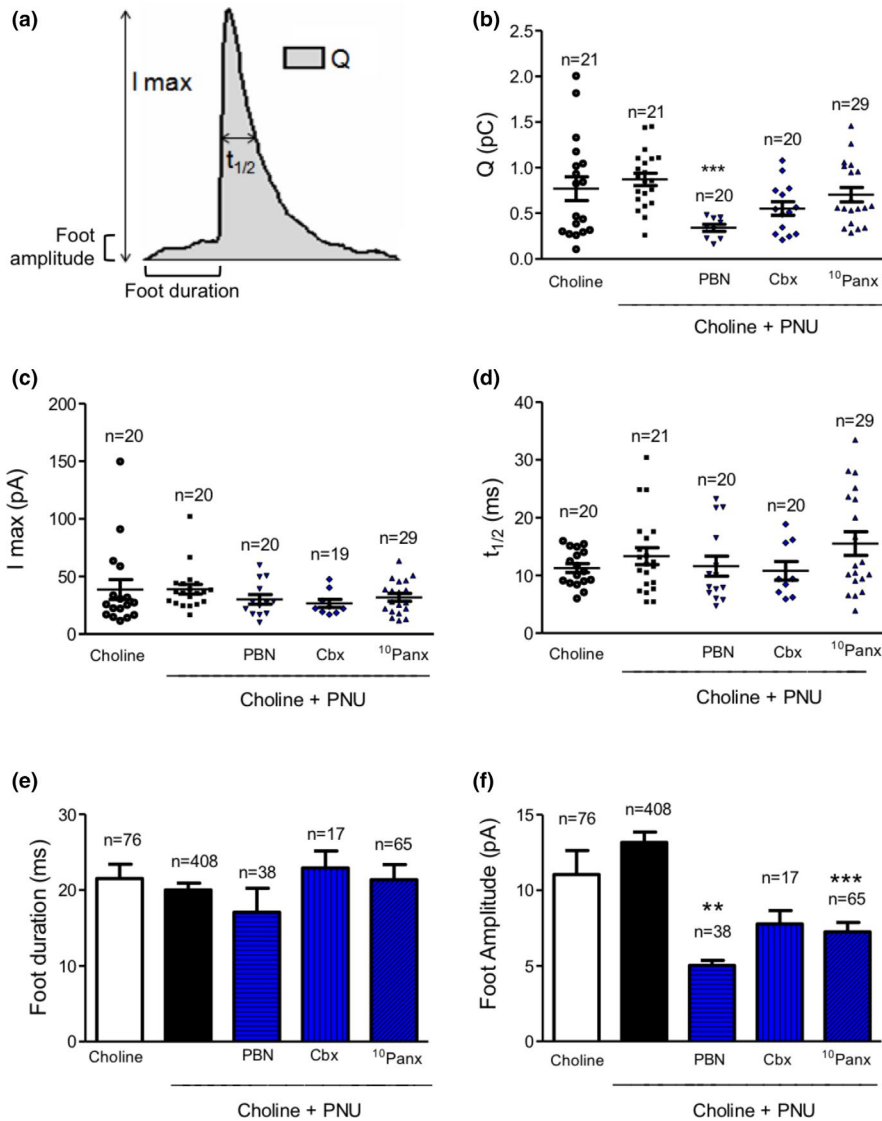 (a)
I max
Q
t1/2
Foot
amplitude
Foot duration
(b)
Q (pC)
2.5
2.0
1.5
1.0
0.5
0.0
n=21
n=21
***
n=20
n=20
n=29
Choline
PBN
Cbx
10Panx
Choline + PNU
(c)
I max (pA)
200
150
100
50
0
n=20
n=20
n=20
n=19
n=29
Choline
PBN
Cbx
10Panx
Choline + PNU
(d)
t1/2 (ms)
40
30
20
10
0
n=20
n=21
n=20
n=20
n=29
Choline
PBN
Cbx
10Panx
Choline + PNU
(e)
Foot duration (ms)
30
20
10
0
n=76
n=408
n=38
n=17
n=65
Choline
PBN
Cbx
10Panx
Choline + PNU
(f)
Foot Amplitude (pA)
15
10
5
0
n=76
n=408
**
n=38
n=17
***
n=65
Choline
PBN
Cbx
10Panx
Choline + PNU